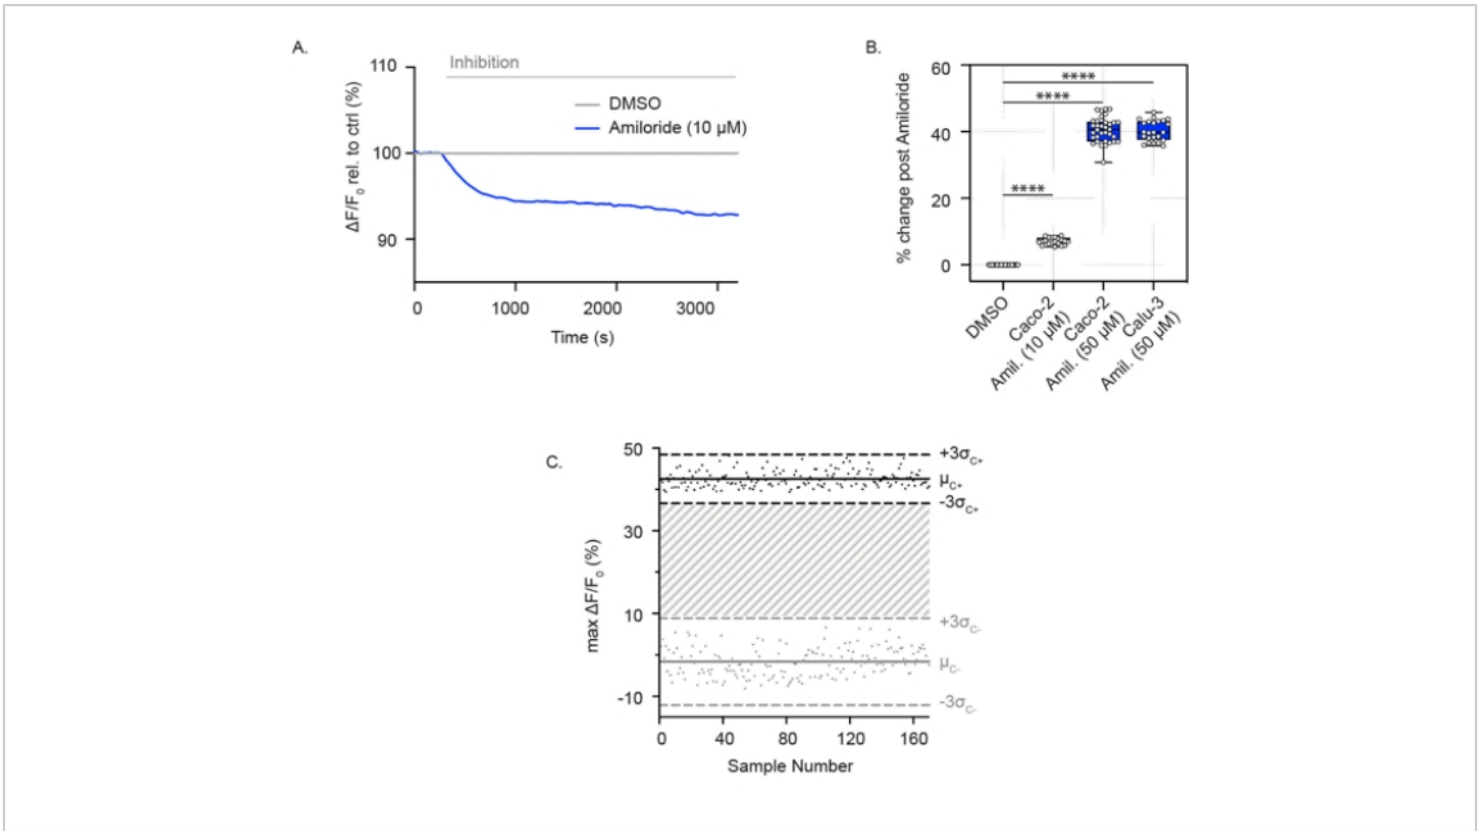 A.
110
100
90
ΔF/F₀ rel. to ctrl (%)
Inhibition
DMSO
Amiloride (10 µM)
0 1000 2000 3000
Time (s)
B.
60
40
20
0
% change post Amiloride
****
****
****
DMSO
Caco-2
Amil. (10 µM)
Caco-2
Amil. (50 µM)
Calu-3
Amil. (50 µM)
C.
50
30
10
-10
max ΔF/F₀ (%)
+3σC+
µC+
-3σC+
+3σC-
µC-
-3σC-
0 40 80 120 160
Sample Number